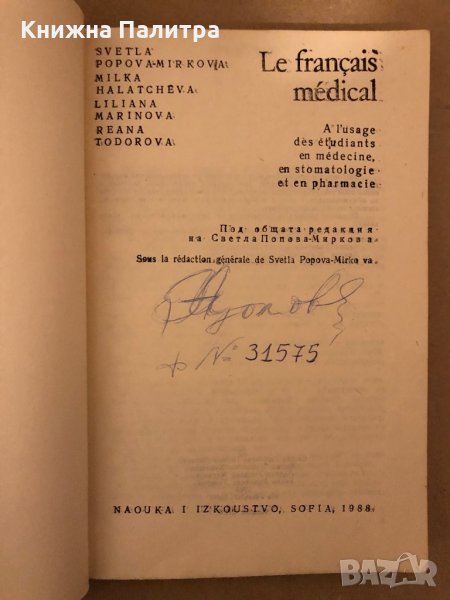 Книжна Палитра
SVETLA
POPOVA-MIRKOVA
MILKA
HALATCHEVA
LILIANA
MARINOVA
REANA
TODOROVA
Le français
médical
A l'usage
des étudiants
en médecine,
en stomatologie
et en pharmacie
Под общата редакция
на Светла Попова-Миркова
Sous la rédaction générale de Svetla Popova-Mirkova
№ 31575
NAOUKA I IZKOUSTVO, SOFIA, 1988
BAZAR.BG